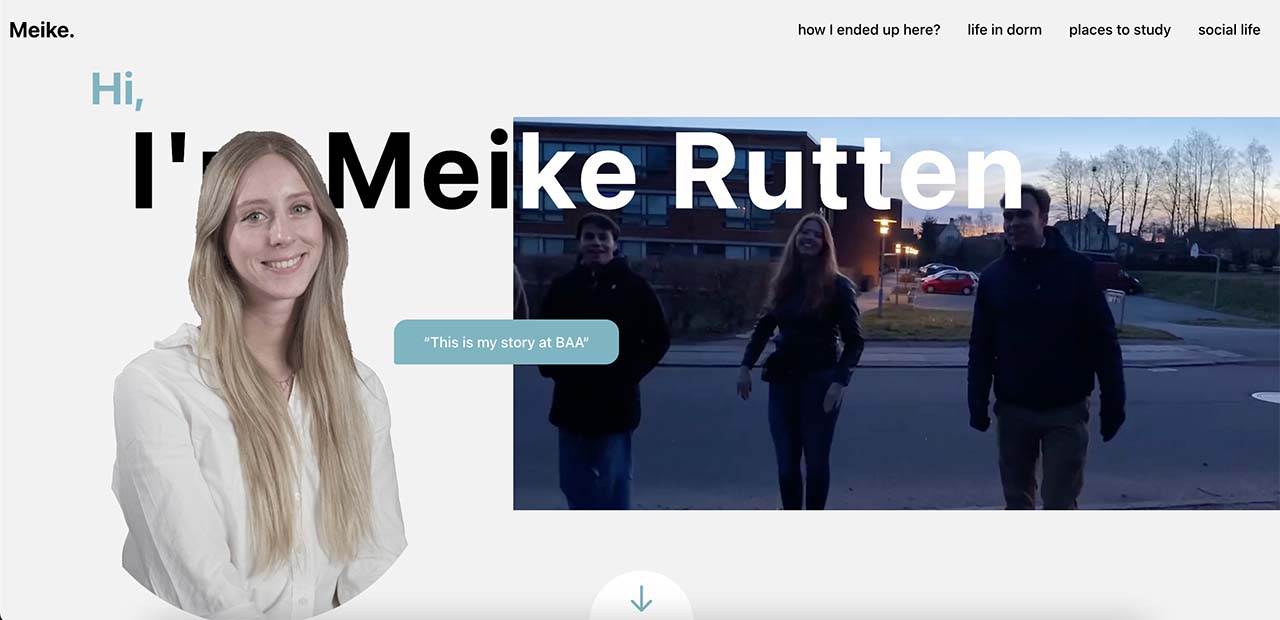 Meike.
how I ended up here?
life in dorm
places to study
social life
Hi,
I'm Meike Rutten
“This is my story at BAA”